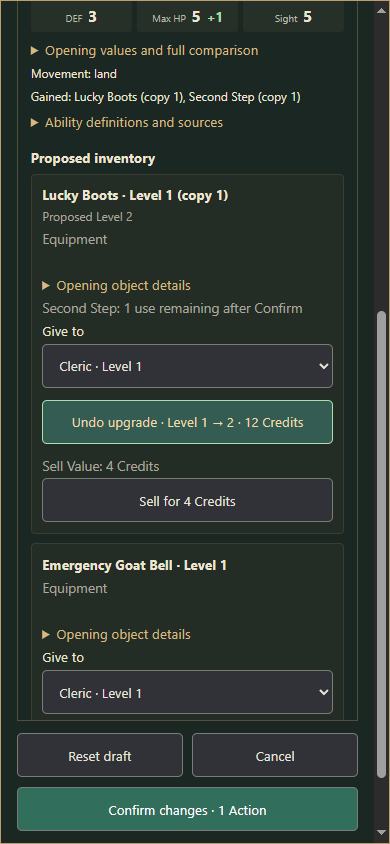 DEF 3 Max HP 5 +1 Sight 5
▶ Opening values and full comparison
Movement: land
Gained: Lucky Boots (copy 1), Second Step (copy 1)
▶ Ability definitions and sources
Proposed inventory
Lucky Boots · Level 1 (copy 1)
Proposed Level 2
Equipment
▶ Opening object details
Second Step: 1 use remaining after Confirm
Give to
Cleric · Level 1
Undo upgrade · Level 1 → 2 · 12 Credits
Sell Value: 4 Credits
Sell for 4 Credits
Emergency Goat Bell · Level 1
Equipment
▶ Opening object details
Give to
Cleric · Level 1
Reset draft Cancel
Confirm changes · 1 Action